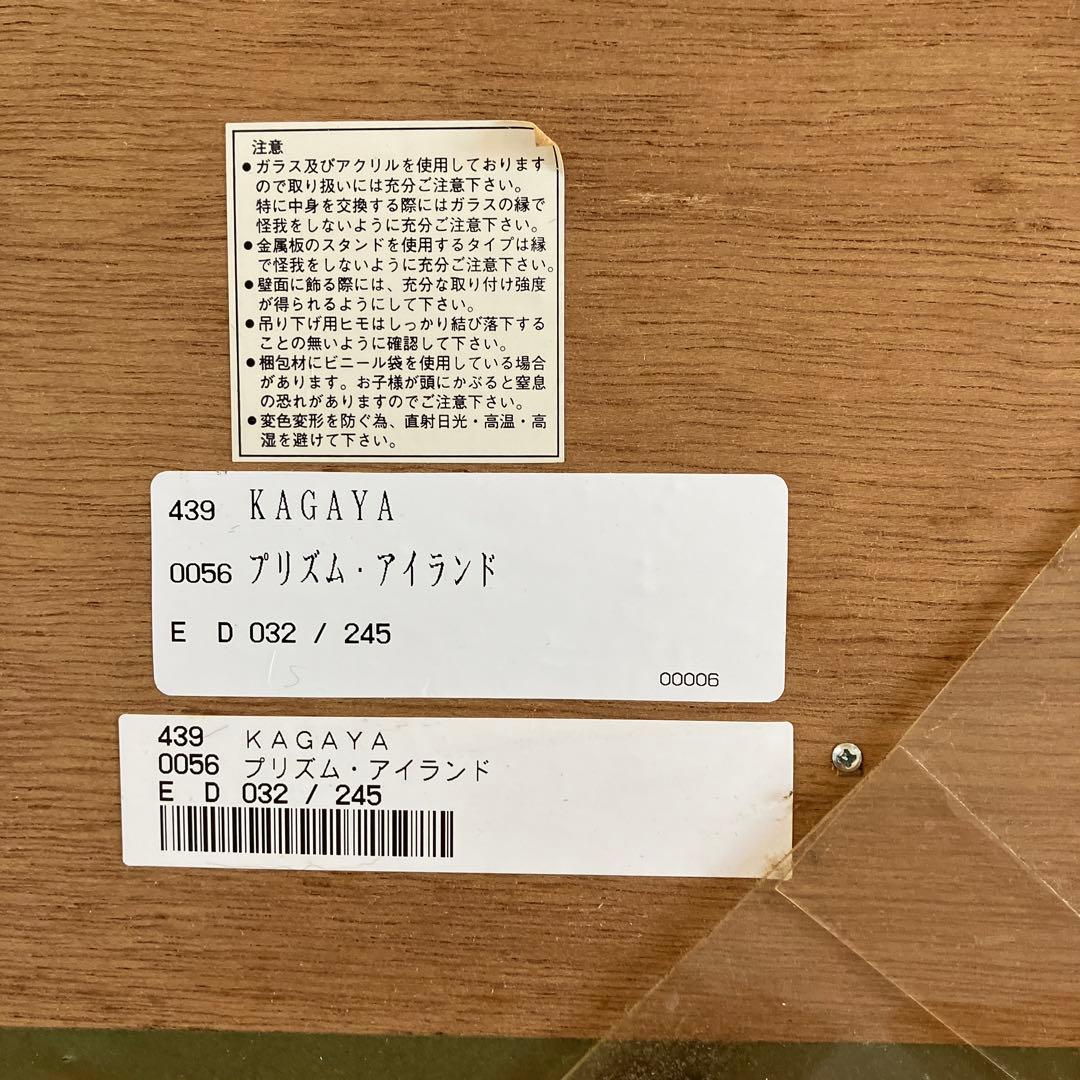 注意
●ガラス及びアクリルを使用しております
ので取り扱いには充分ご注意下さい。
特に中身を交換する際にはガラスの縁で
怪我をしないように充分ご注意下さい。
●金属板のスタンドを使用するタイプは縁
で怪我をしないように充分ご注意下さい。
●壁面に飾る際には、充分な取り付け強度
が得られるようにして下さい。
●吊り下げ用ヒモはしっかり結び落下する
ことの無いように確認して下さい。
●梱包材にビニール袋を使用している場合
があります。お子様が頭にかぶると窒息
の恐れがありますのでご注意下さい。
●変色変形を防ぐ為、直射日光・高温・高
湿を避けて下さい。
439 KAGAYA
0056 プリズム・アイランド
E D 032 / 245
00006
439 KAGAYA
0056 プリズム・アイランド
E D 032 / 245